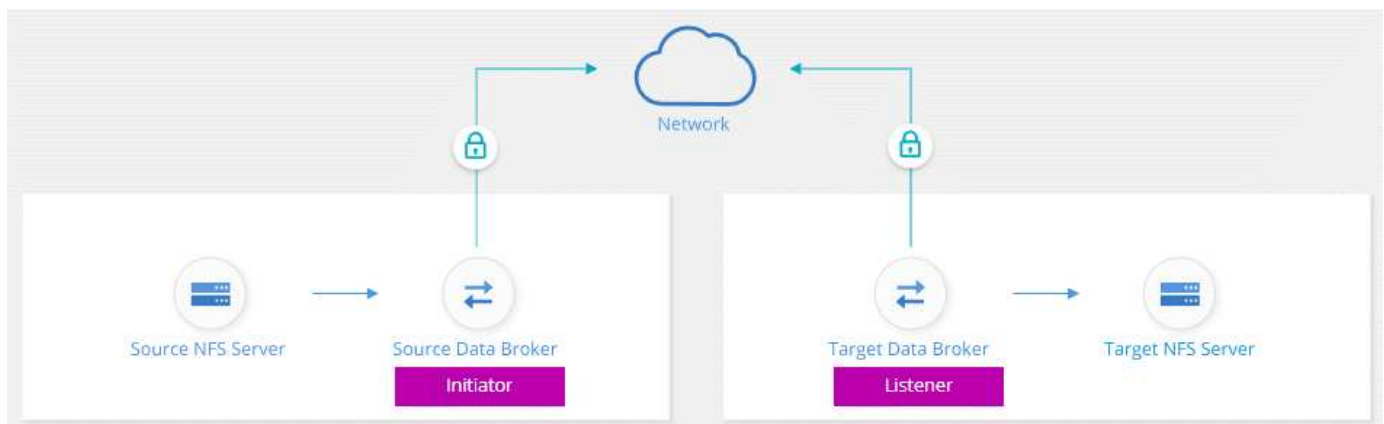 Network
Source NFS Server
Source Data Broker
Target Data Broker
Target NFS Server
Initiator
Listener